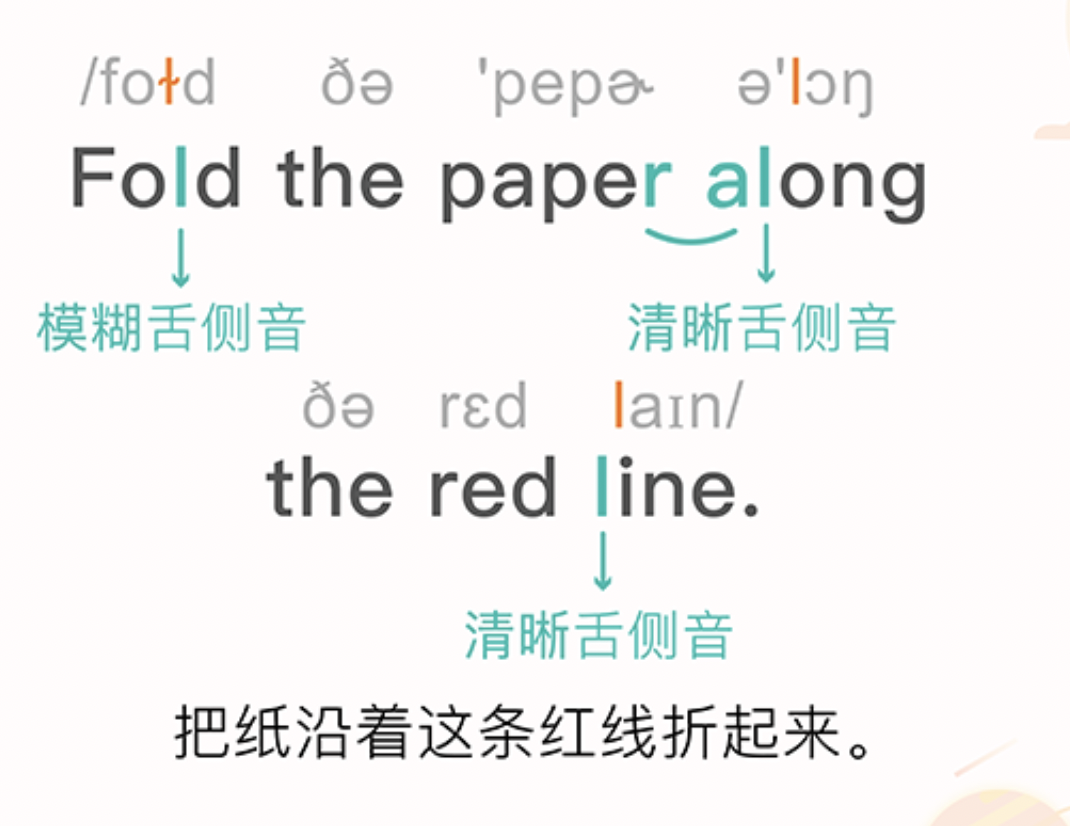 /foɫd ðə 'pepɚ ə'lɔŋ
Fold the paper along
模糊舌侧音 清晰舌侧音
ðə rɛd laɪn/
the red line.
清晰舌侧音
把纸沿着这条红线折起来。